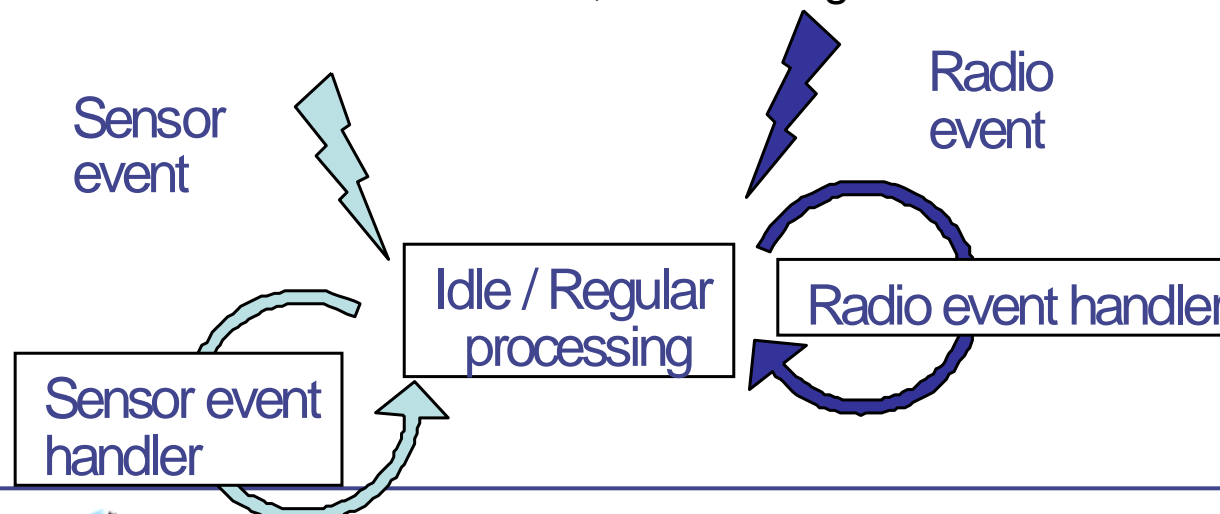 Sensor
event
Radio
event
Idle / Regular
processing
Radio event handler
Sensor event
handler